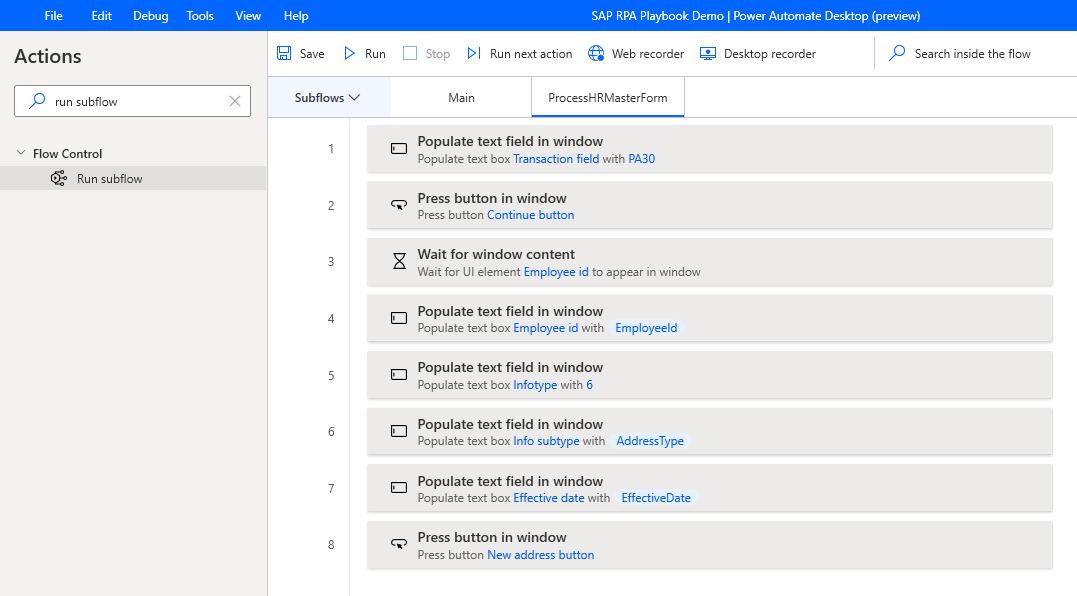 File Edit Debug Tools View Help SAP RPA Playbook Demo | Power Automate Desktop (preview)
Actions
Save Run Stop Run next action Web recorder Desktop recorder Search inside the flow
run subflow
Subflows Main ProcessHRMasterForm
Flow Control
Run subflow
1 Populate text field in window
Populate text box Transaction field with PA30
2 Press button in window
Press button Continue button
3 Wait for window content
Wait for UI element Employee id to appear in window
4 Populate text field in window
Populate text box Employee id with EmployeeId
5 Populate text field in window
Populate text box Infotype with 6
6 Populate text field in window
Populate text box Info subtype with AddressType
7 Populate text field in window
Populate text box Effective date with EffectiveDate
8 Press button in window
Press button New address button